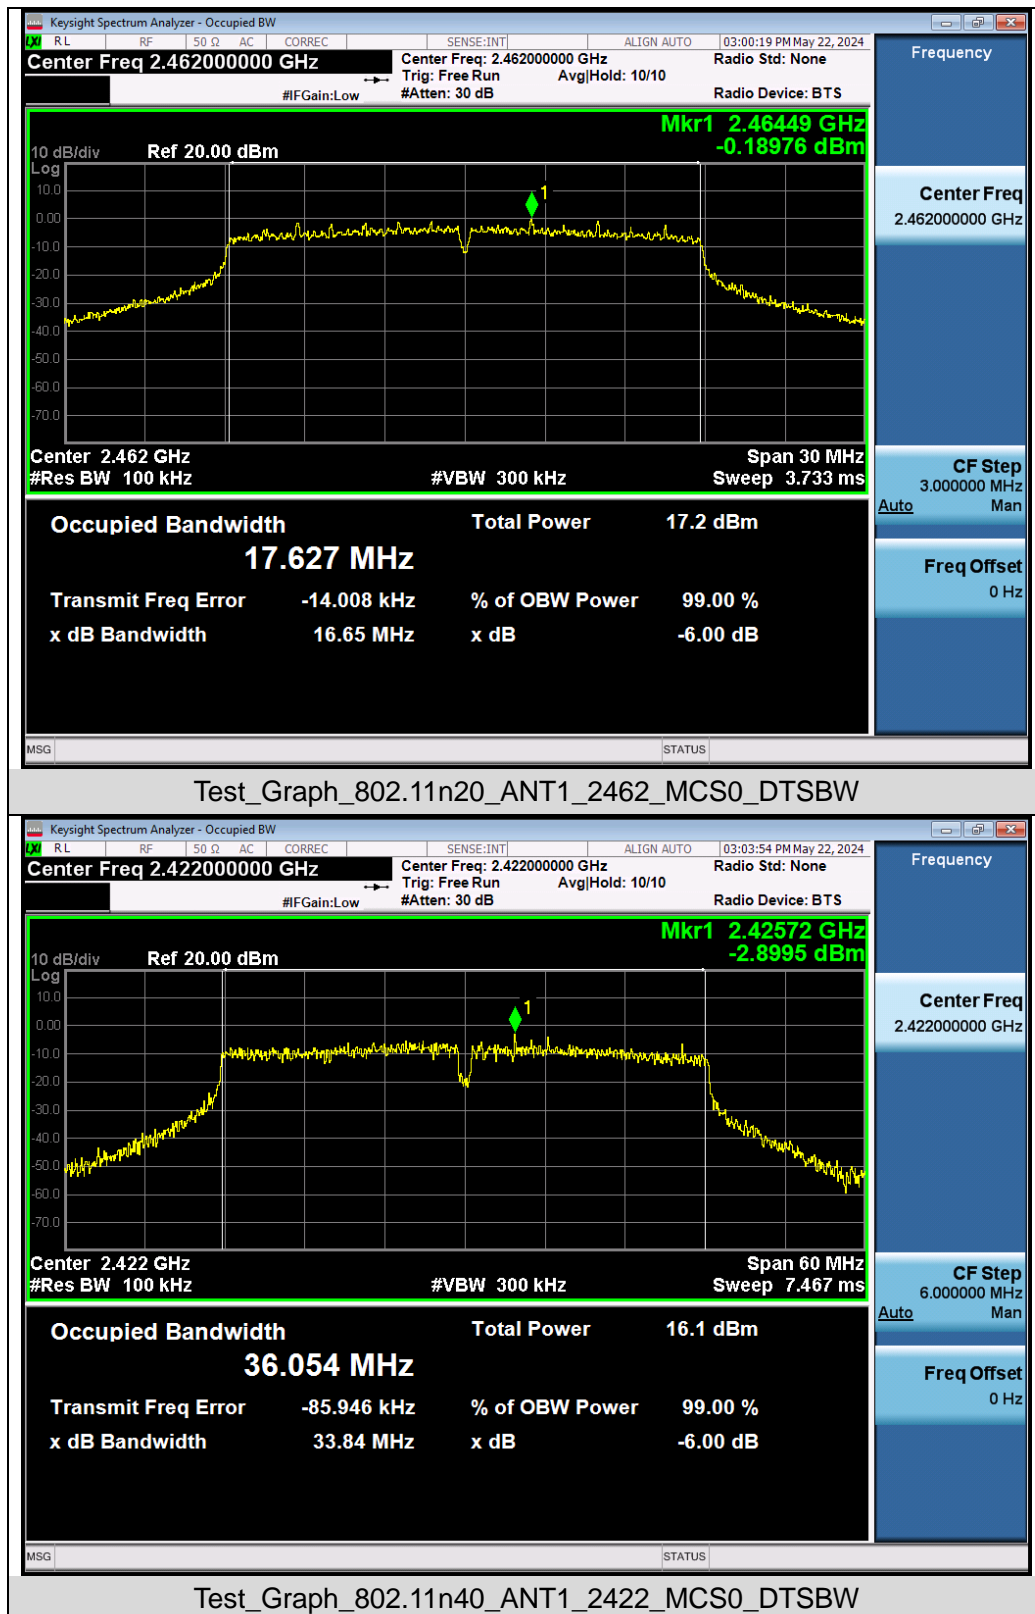 Keysight Spectrum Analyzer - Occupied BW
LXI RL RF 50 Ω AC CORREC SENSE:INT ALIGN AUTO 03:00:19 PM May 22, 2024
Center Freq 2.462000000 GHz
Center Freq: 2.462000000 GHz Radio Std: None
Trig: Free Run Avg|Hold: 10/10
#IFGain:Low #Atten: 30 dB Radio Device: BTS
Mkr1 2.46449 GHz
-0.18976 dBm
10 dB/div Ref 20.00 dBm
Log
10.0
0.00
-10.0
-20.0
-30.0
-40.0
-50.0
-60.0
-70.0
1
Center 2.462 GHz Span 30 MHz
#Res BW 100 kHz #VBW 300 kHz Sweep 3.733 ms
Occupied Bandwidth Total Power 17.2 dBm
17.627 MHz
Transmit Freq Error -14.008 kHz % of OBW Power 99.00 %
x dB Bandwidth 16.65 MHz x dB -6.00 dB
MSG STATUS
Frequency
Center Freq
2.462000000 GHz
CF Step
3.000000 MHz
Auto Man
Freq Offset
0 Hz
Test_Graph_802.11n20_ANT1_2462_MCS0_DTSBW
Keysight Spectrum Analyzer - Occupied BW
LXI RL RF 50 Ω AC CORREC SENSE:INT ALIGN AUTO 03:03:54 PM May 22, 2024
Center Freq 2.422000000 GHz
Center Freq: 2.422000000 GHz Radio Std: None
Trig: Free Run Avg|Hold: 10/10
#IFGain:Low #Atten: 30 dB Radio Device: BTS
Mkr1 2.42572 GHz
-2.8995 dBm
10 dB/div Ref 20.00 dBm
Log
10.0
0.00
-10.0
-20.0
-30.0
-40.0
-50.0
-60.0
-70.0
1
Center 2.422 GHz Span 60 MHz
#Res BW 100 kHz #VBW 300 kHz Sweep 7.467 ms
Occupied Bandwidth Total Power 16.1 dBm
36.054 MHz
Transmit Freq Error -85.946 kHz % of OBW Power 99.00 %
x dB Bandwidth 33.84 MHz x dB -6.00 dB
MSG STATUS
Frequency
Center Freq
2.422000000 GHz
CF Step
6.000000 MHz
Auto Man
Freq Offset
0 Hz
Test_Graph_802.11n40_ANT1_2422_MCS0_DTSBW